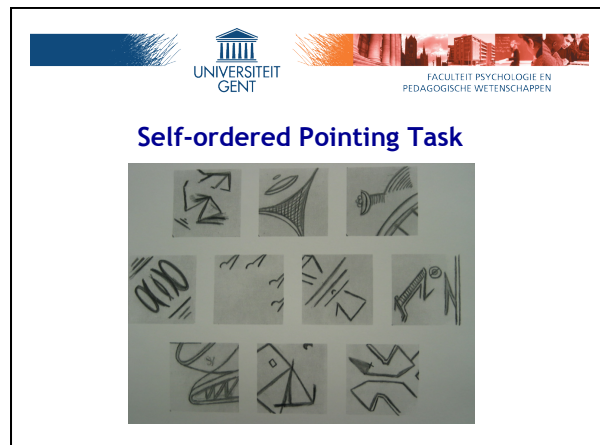 UNIVERSITEIT
GENT
FACULTEIT PSYCHOLOGIE EN
PEDAGOGISCHE WETENSCHAPPEN
Self-ordered Pointing Task